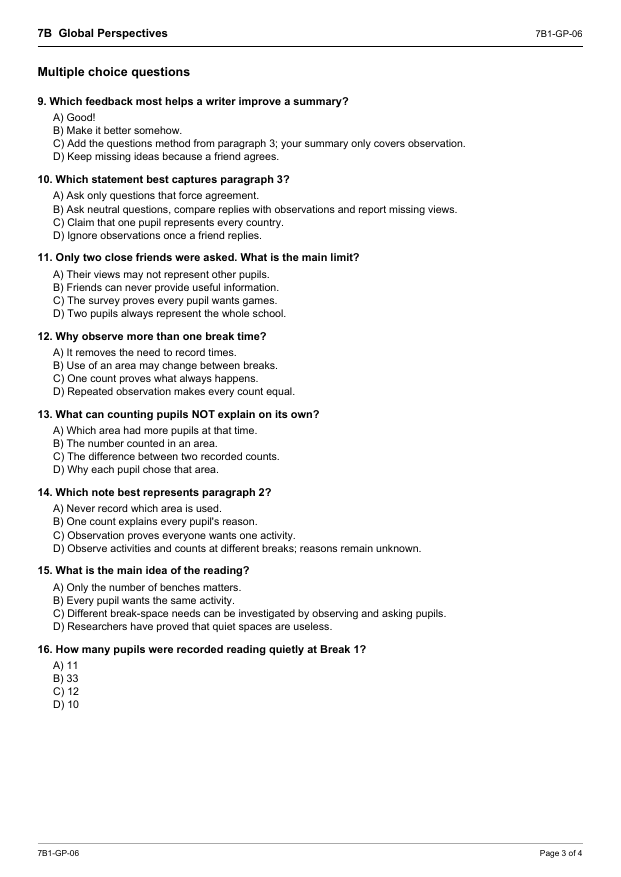 7B Global Perspectives
7B1-GP-06
Multiple choice questions
9. Which feedback most helps a writer improve a summary?
A) Good!
B) Make it better somehow.
C) Add the questions method from paragraph 3; your summary only covers observation.
D) Keep missing ideas because a friend agrees.
10. Which statement best captures paragraph 3?
A) Ask only questions that force agreement.
B) Ask neutral questions, compare replies with observations and report missing views.
C) Claim that one pupil represents every country.
D) Ignore observations once a friend replies.
11. Only two close friends were asked. What is the main limit?
A) Their views may not represent other pupils.
B) Friends can never provide useful information.
C) The survey proves every pupil wants games.
D) Two pupils always represent the whole school.
12. Why observe more than one break time?
A) It removes the need to record times.
B) Use of an area may change between breaks.
C) One count proves what always happens.
D) Repeated observation makes every count equal.
13. What can counting pupils NOT explain on its own?
A) Which area had more pupils at that time.
B) The number counted in an area.
C) The difference between two recorded counts.
D) Why each pupil chose that area.
14. Which note best represents paragraph 2?
A) Never record which area is used.
B) One count explains every pupil's reason.
C) Observation proves everyone wants one activity.
D) Observe activities and counts at different breaks; reasons remain unknown.
15. What is the main idea of the reading?
A) Only the number of benches matters.
B) Every pupil wants the same activity.
C) Different break-space needs can be investigated by observing and asking pupils.
D) Researchers have proved that quiet spaces are useless.
16. How many pupils were recorded reading quietly at Break 1?
A) 11
B) 33
C) 12
D) 10
7B1-GP-06
Page 3 of 4